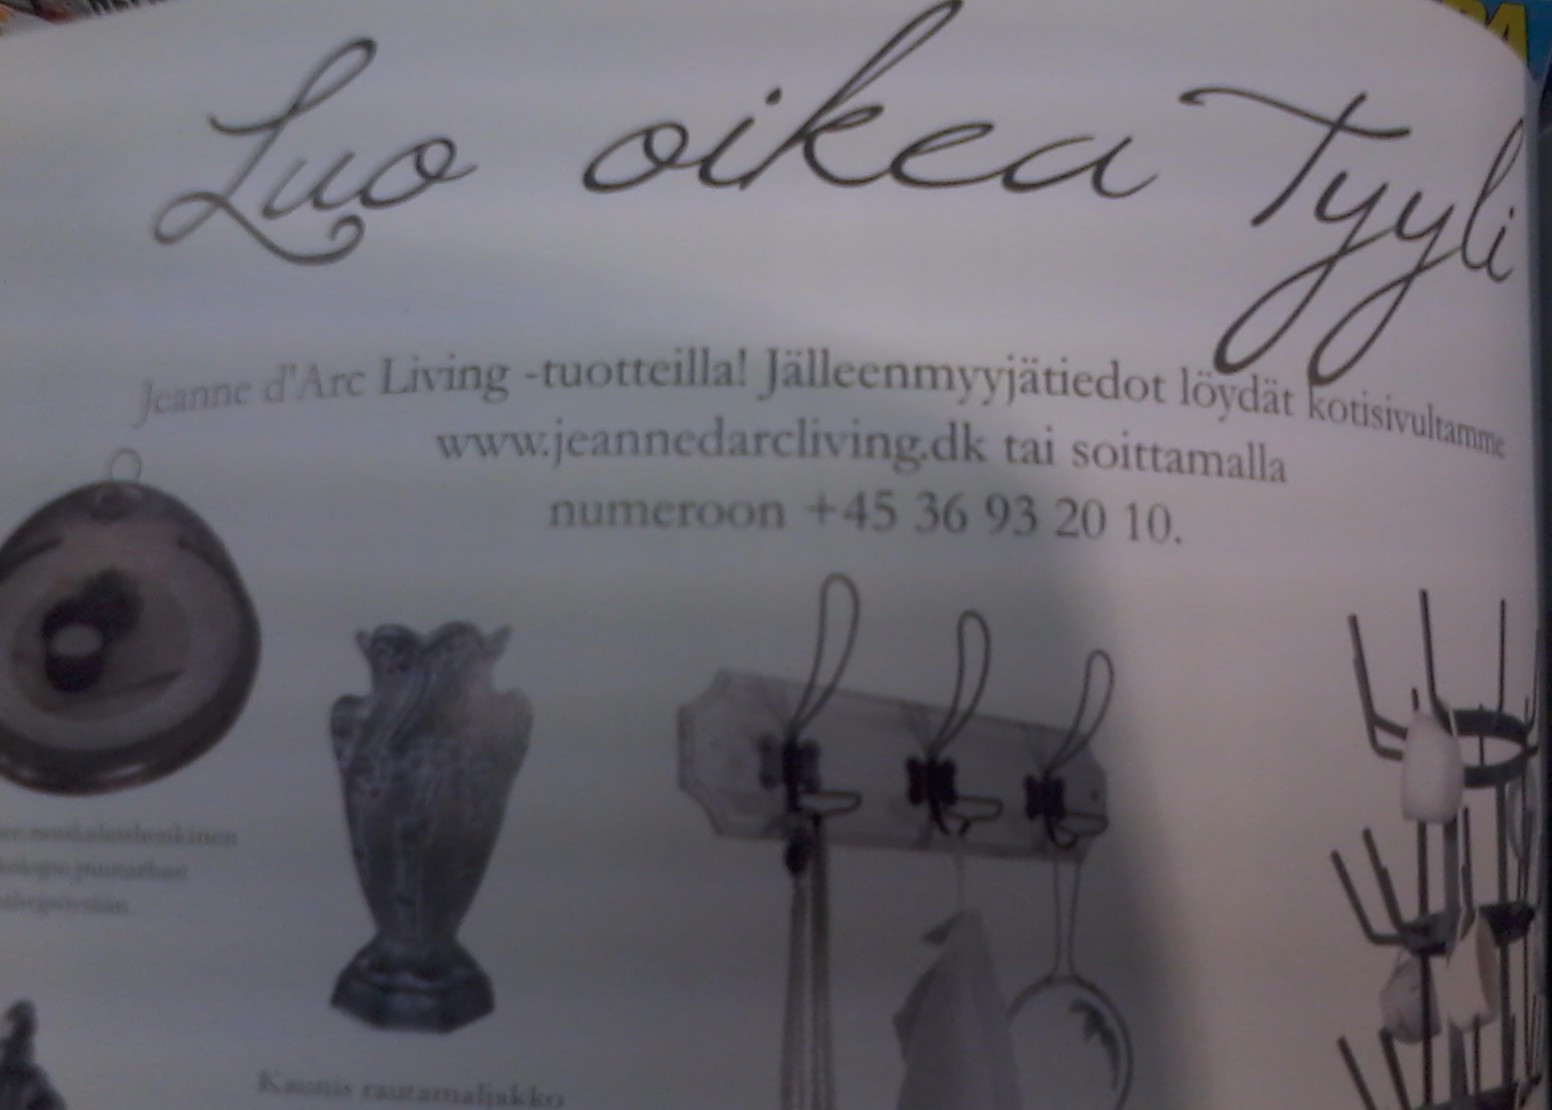 Luo oikea Tyyli
Jeanne d'Arc Living -tuotteilla! Jälleenmyyjätiedot löydät kotisivultamme
www.jeannedarcliving.dk tai soittamalla
numeroon +45 36 93 20 10.
Kaunis rautamaljakko